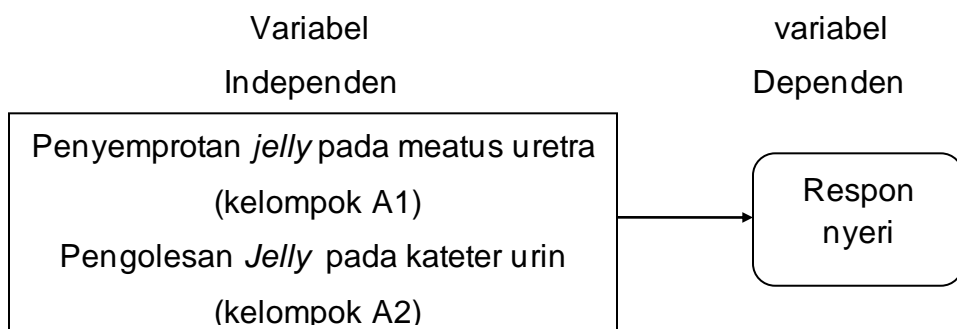 Variabel
Independen
variabel
Dependen
Penyemprotan jelly pada meatus uretra
(kelompok A1)
Pengolesan Jelly pada kateter urin
(kelompok A2)
Respon
nyeri